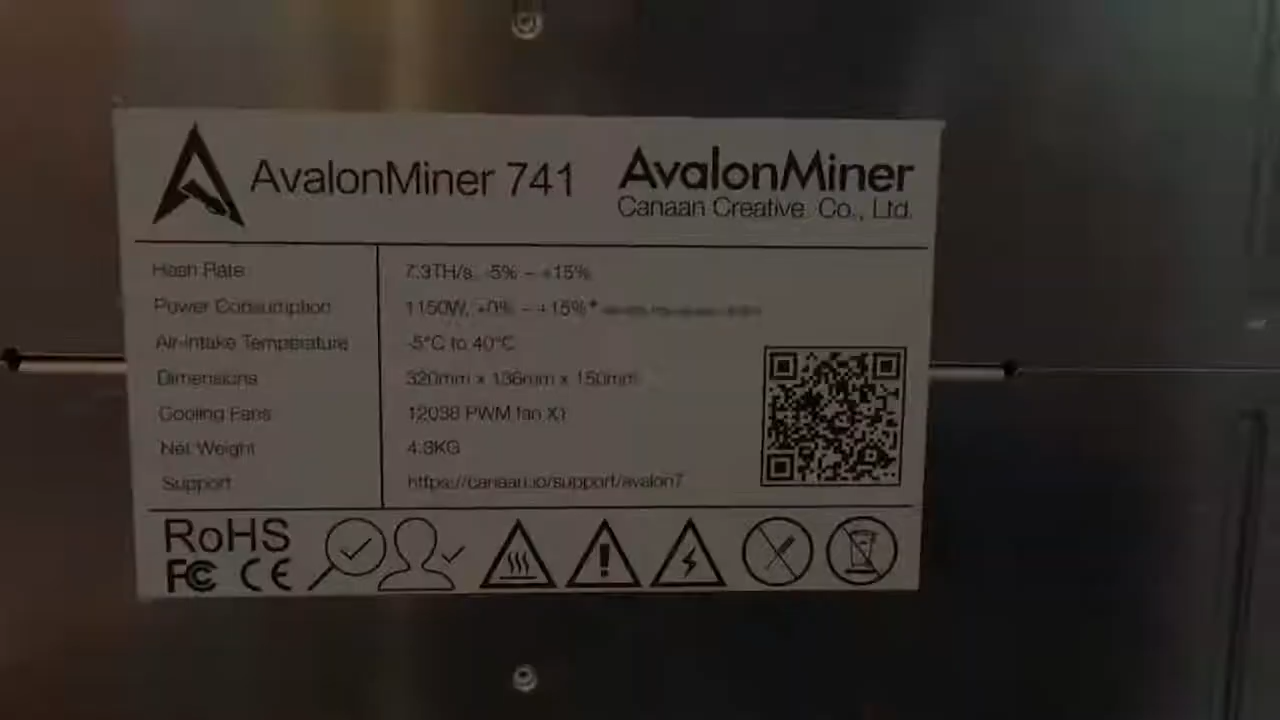 AvalonMiner 741
AvalonMiner
Canaan Creative Co., Ltd.
Hash Rate 7.3TH/s, -5% ~ +15%
Power Consumption 1150W, +0% ~ +15%*
Air-Intake Temperature -5°C to 40°C
Dimensions 320mm x 136mm x 150mm
Cooling Fans 12038 PWM fan X1
Net Weight 4.3KG
Support https://canaan.io/support/avalon7
RoHS
FC CE